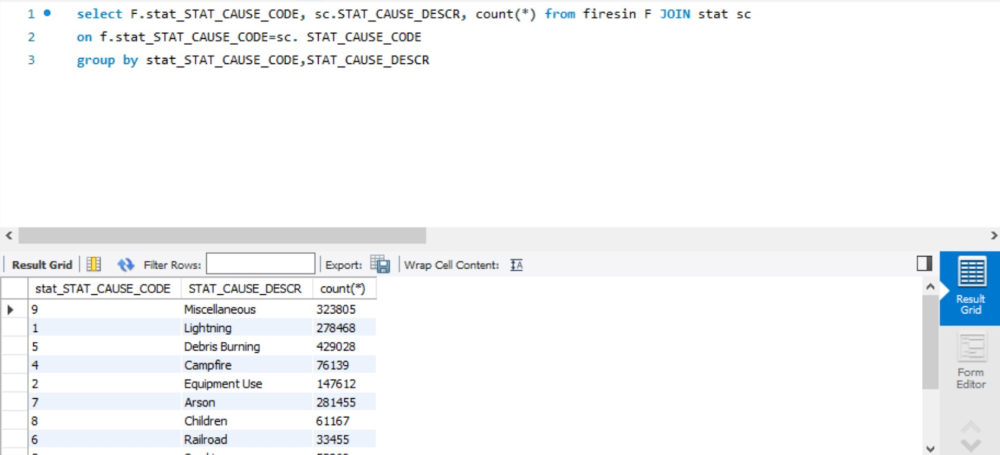 1 select F.stat_STAT_CAUSE_CODE, sc.STAT_CAUSE_DESCR, count(*) from firesin F JOIN stat sc
2 on f.stat_STAT_CAUSE_CODE=sc. STAT_CAUSE_CODE
3 group by stat_STAT_CAUSE_CODE,STAT_CAUSE_DESCR
Result Grid Filter Rows: Export: Wrap Cell Content: IA
stat_STAT_CAUSE_CODE STAT_CAUSE_DESCR count(*)
9 Miscellaneous 323805
1 Lightning 278468
5 Debris Burning 429028
4 Campfire 76139
2 Equipment Use 147612
7 Arson 281455
8 Children 61167
6 Railroad 33455
Result
Grid
Form
Editor